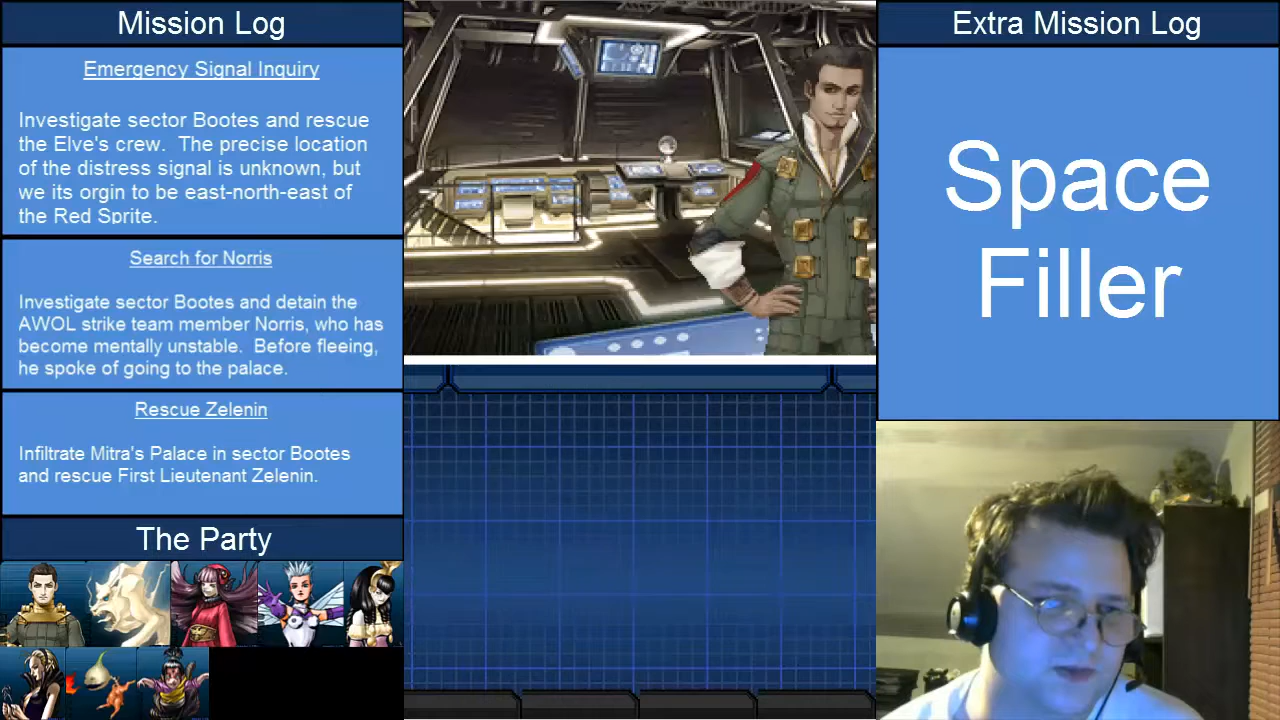 Mission Log
Emergency Signal Inquiry
Investigate sector Bootes and rescue
the Elve's crew.  The precise location
of the distress signal is unknown, but
we its orgin to be east-north-east of
the Red Sprite.
Search for Norris
Investigate sector Bootes and detain the
AWOL strike team member Norris, who has
become mentally unstable.  Before fleeing,
he spoke of going to the palace.
Rescue Zelenin
Infiltrate Mitra's Palace in sector Bootes
and rescue First Lieutenant Zelenin.
The Party
Extra Mission Log
Space
Filler